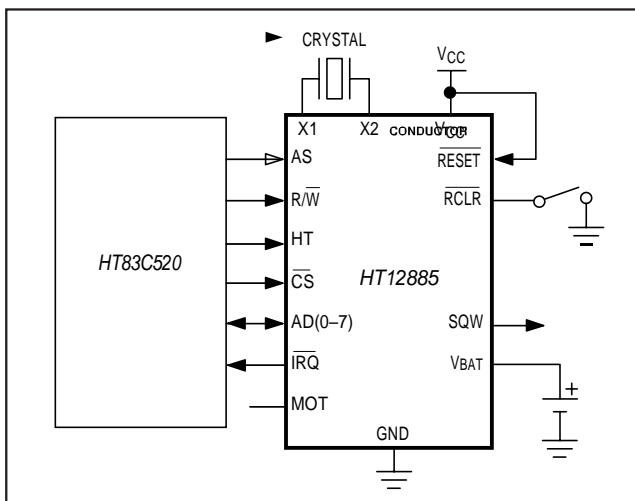 CRYSTAL
VCC
X1 X2 CONDUCTOR VCC
AS RESET
R/W RCLR
HT
HT83C520 HT12885
CS
AD(0–7) SQW
IRQ VBAT
+
MOT
GND